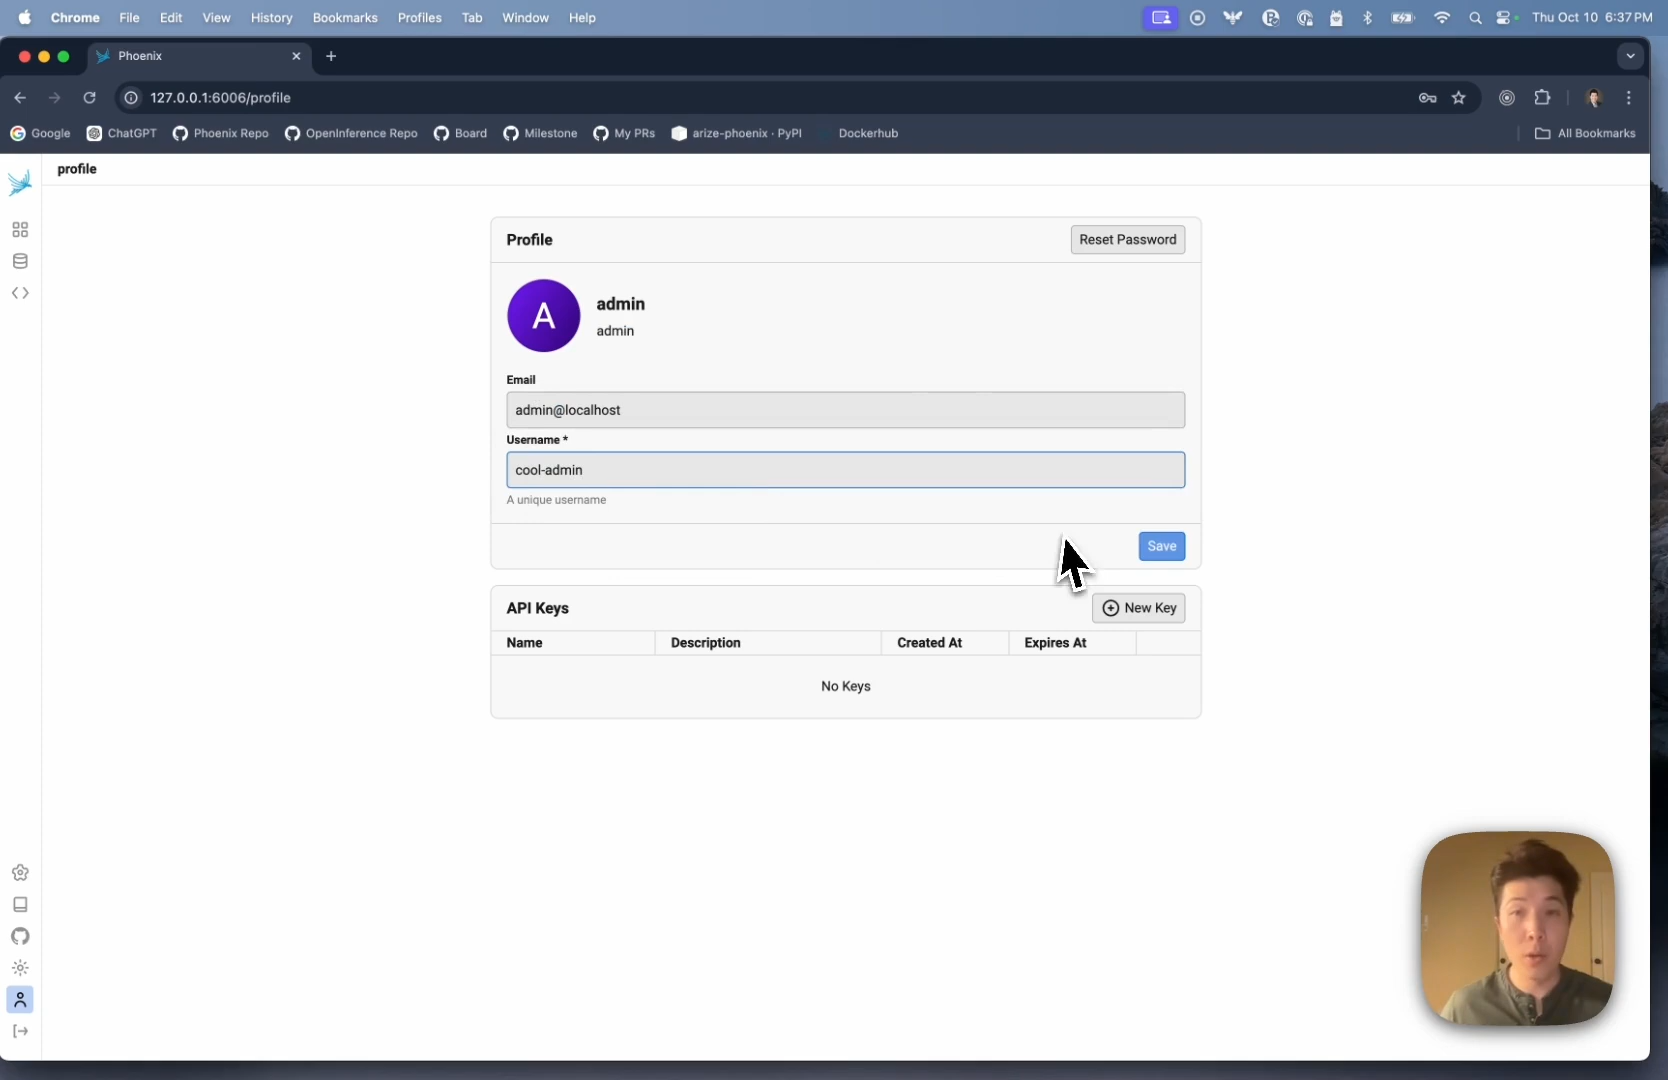 Chrome File Edit View History Bookmarks Profiles Tab Window Help Thu Oct 10 6:37 PM
Phoenix
127.0.0.1:6006/profile
Google ChatGPT Phoenix Repo OpenInference Repo Board Milestone My PRs arize-phoenix · PyPI Dockerhub All Bookmarks
profile
Profile Reset Password
A
admin
admin
Email
admin@localhost
Username *
cool-admin
A unique username
Save
API Keys New Key
Name Description Created At Expires At
No Keys